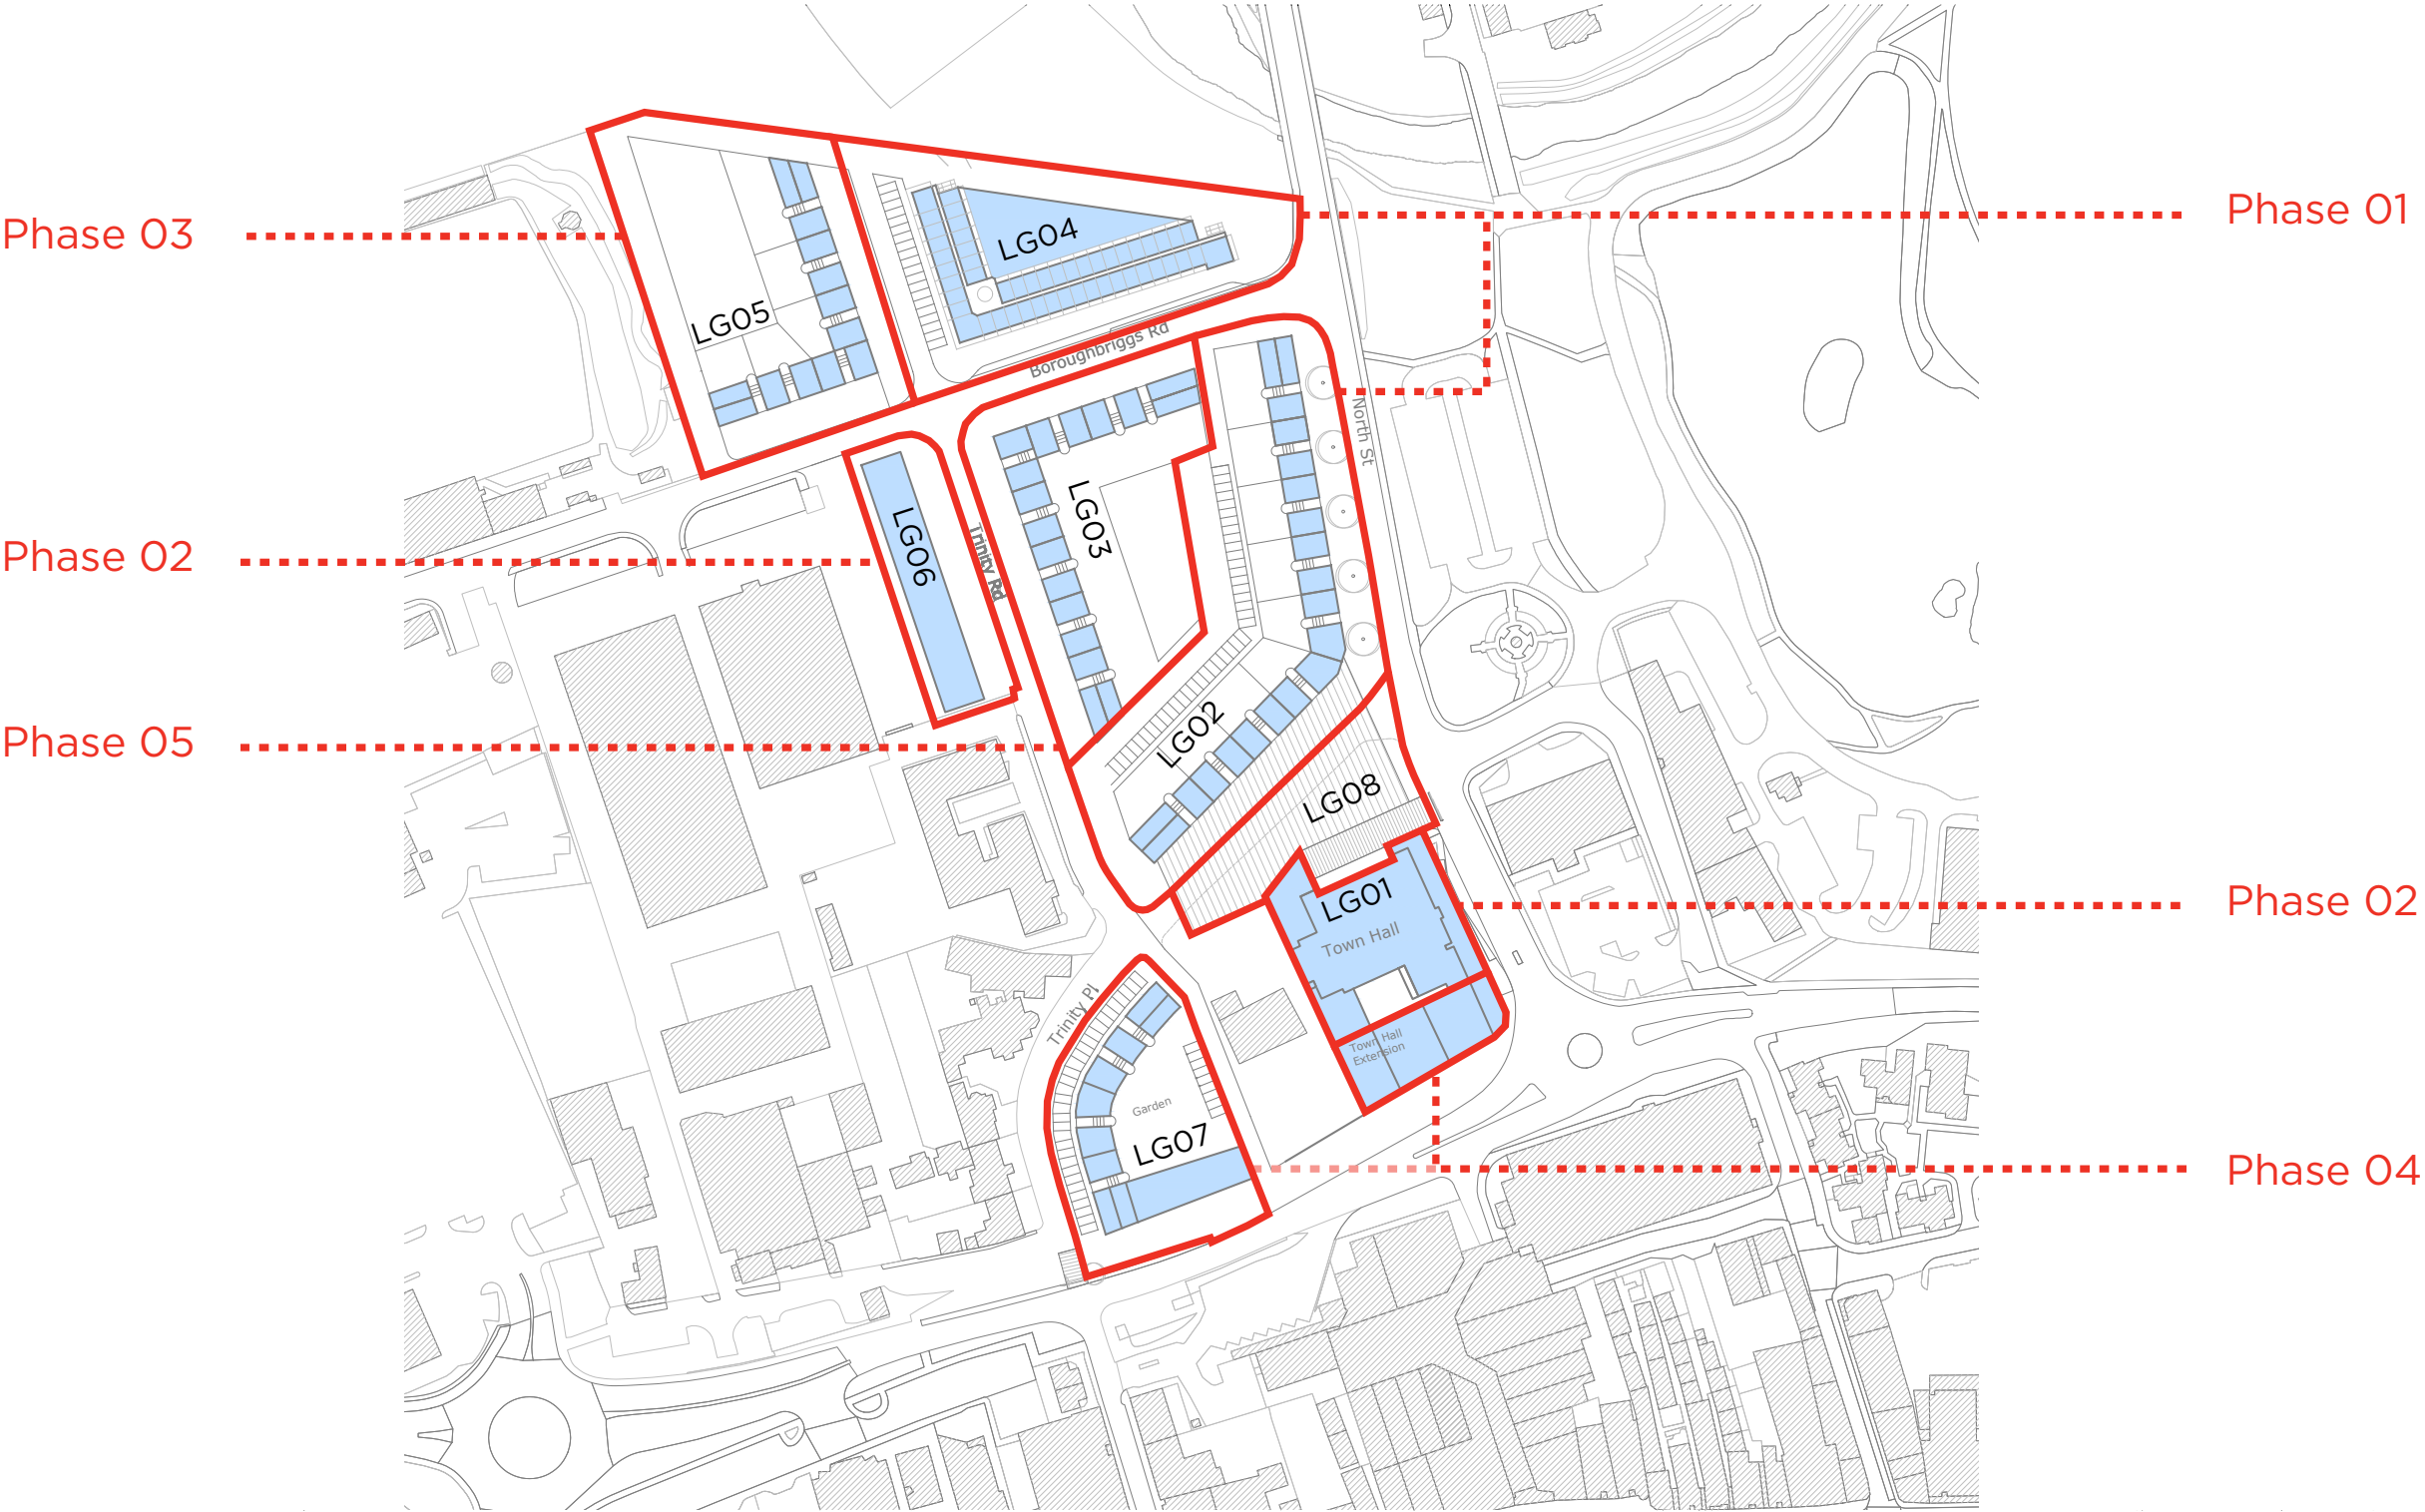 Phase 01
Phase 03
LG04
LG05
Boroughbriggs Rd
North St
LG03
LG06
Trinity Rd
Phase 02
LG02
Phase 05
LG08
LG01
Phase 02
Town Hall
Trinity Pl
Town Hall
Extension
Garden
LG07
Phase 04